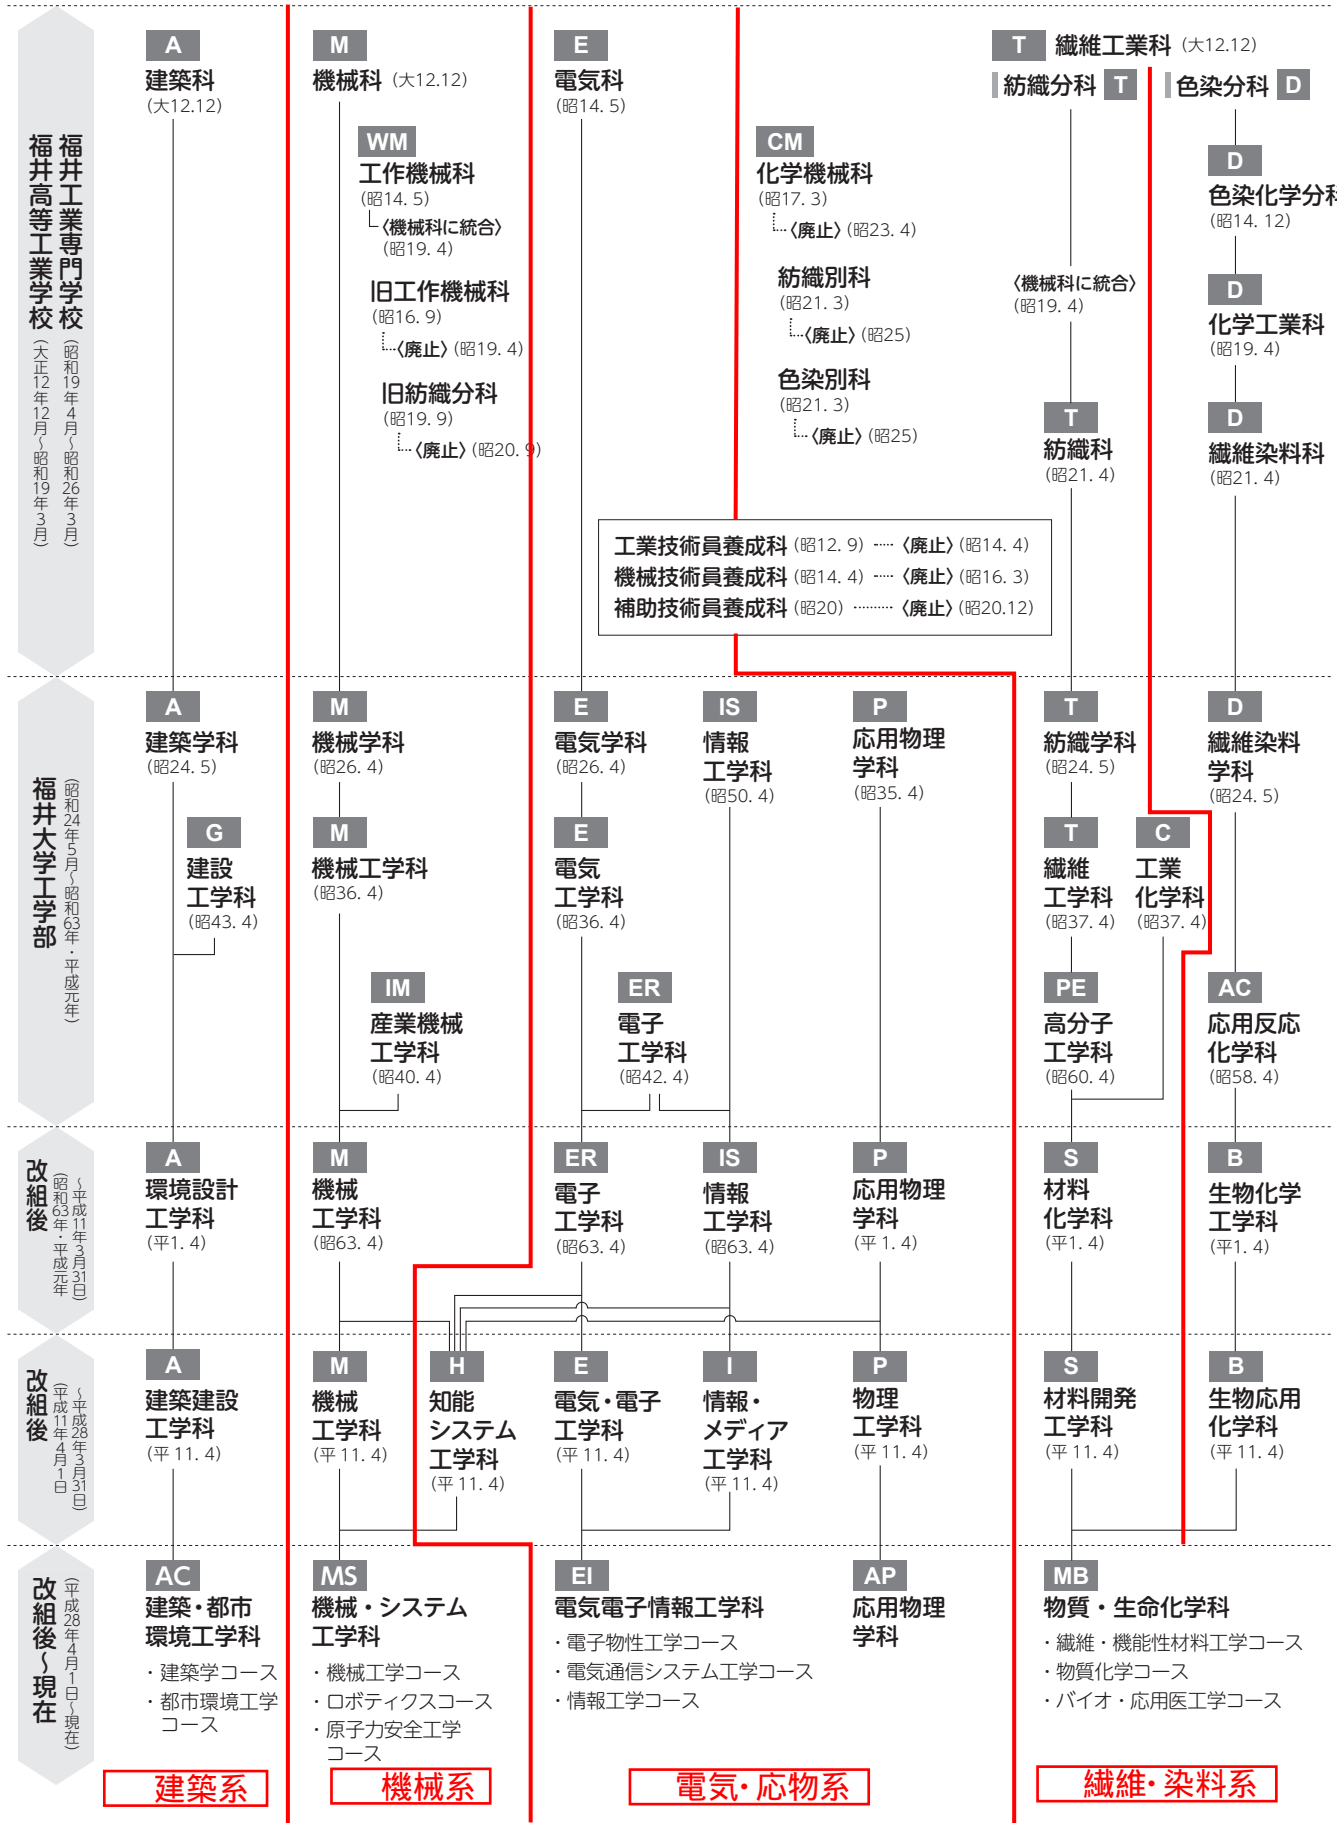 福井工業専門学校(昭和19年4月〜昭和26年3月)
福井高等工業学校(大正12年12月〜昭和19年3月)
A
建築科
(大12.12)
M
機械科 (大12.12)
WM
工作機械科
(昭14. 5)
〈機械科に統合〉
(昭19. 4)
旧工作機械科
(昭16. 9)
〈廃止〉(昭19. 4)
旧紡織分科
(昭19. 9)
〈廃止〉(昭20. 9)
E
電気科
(昭14. 5)
CM
化学機械科
(昭17. 3)
〈廃止〉(昭23. 4)
紡織別科
(昭21. 3)
〈廃止〉(昭25)
色染別科
(昭21. 3)
〈廃止〉(昭25)
T 繊維工業科 (大12.12)
紡織分科 T
色染分科 D
〈機械科に統合〉
(昭19. 4)
T
紡織科
(昭21. 4)
D
色染化学分科
(昭14. 12)
D
化学工業科
(昭19. 4)
D
繊維染料科
(昭21. 4)
工業技術員養成科 (昭12. 9) ‥‥ 〈廃止〉(昭14. 4)
機械技術員養成科 (昭14. 4) ‥‥ 〈廃止〉(昭16. 3)
補助技術員養成科 (昭20) ‥‥‥‥ 〈廃止〉(昭20.12)
福井大学工学部
(昭和24年5月〜昭和63年・平成元年)
A
建築学科
(昭24. 5)
G
建設
工学科
(昭43. 4)
M
機械学科
(昭26. 4)
M
機械工学科
(昭36. 4)
IM
産業機械
工学科
(昭40. 4)
E
電気学科
(昭26. 4)
E
電気
工学科
(昭36. 4)
ER
電子
工学科
(昭42. 4)
IS
情報
工学科
(昭50. 4)
P
応用物理
学科
(昭35. 4)
T
紡織学科
(昭24. 5)
T
繊維
工学科
(昭37. 4)
C
工業
化学科
(昭37. 4)
PE
高分子
工学科
(昭60. 4)
D
繊維染料
学科
(昭24. 5)
AC
応用反応
化学科
(昭58. 4)
改組後
(昭和63年・平成元年
〜平成11年3月31日)
A
環境設計
工学科
(平1. 4)
M
機械
工学科
(昭63. 4)
ER
電子
工学科
(昭63. 4)
IS
情報
工学科
(昭63. 4)
P
応用物理
学科
(平 1. 4)
S
材料
化学科
(平1. 4)
B
生物化学
工学科
(平1. 4)
改組後
(平成11年4月1日
〜平成28年3月31日)
A
建築建設
工学科
(平 11. 4)
M
機械
工学科
(平 11. 4)
H
知能
システム
工学科
(平 11. 4)
E
電気・電子
工学科
(平 11. 4)
I
情報・
メディア
工学科
(平 11. 4)
P
物理
工学科
(平 11. 4)
S
材料開発
工学科
(平 11. 4)
B
生物応用
化学科
(平 11. 4)
改組後〜現在
(平成28年4月1日〜現在)
AC
建築・都市
環境工学科
・建築学コース
・都市環境工学
コース
MS
機械・システム
工学科
・機械工学コース
・ロボティクスコース
・原子力安全工学
コース
EI
電気電子情報工学科
・電子物性工学コース
・電気通信システム工学コース
・情報工学コース
AP
応用物理
学科
MB
物質・生命化学科
・繊維・機能性材料工学コース
・物質化学コース
・バイオ・応用医工学コース
建築系
機械系
電気・応物系
繊維・染料系